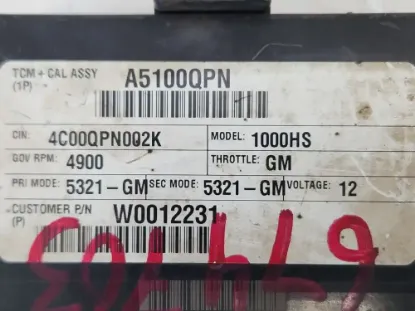 TCM + CAL ASSY A5100QPN
(1P)
CIN: 4C00QPN002K MODEL: 1000HS
GOV RPM: 4900 THROTTLE: GM
PRI MODE: 5321-GM SEC MODE: 5321-GM VOLTAGE: 12
CUSTOMER P/N W0012231
(P)